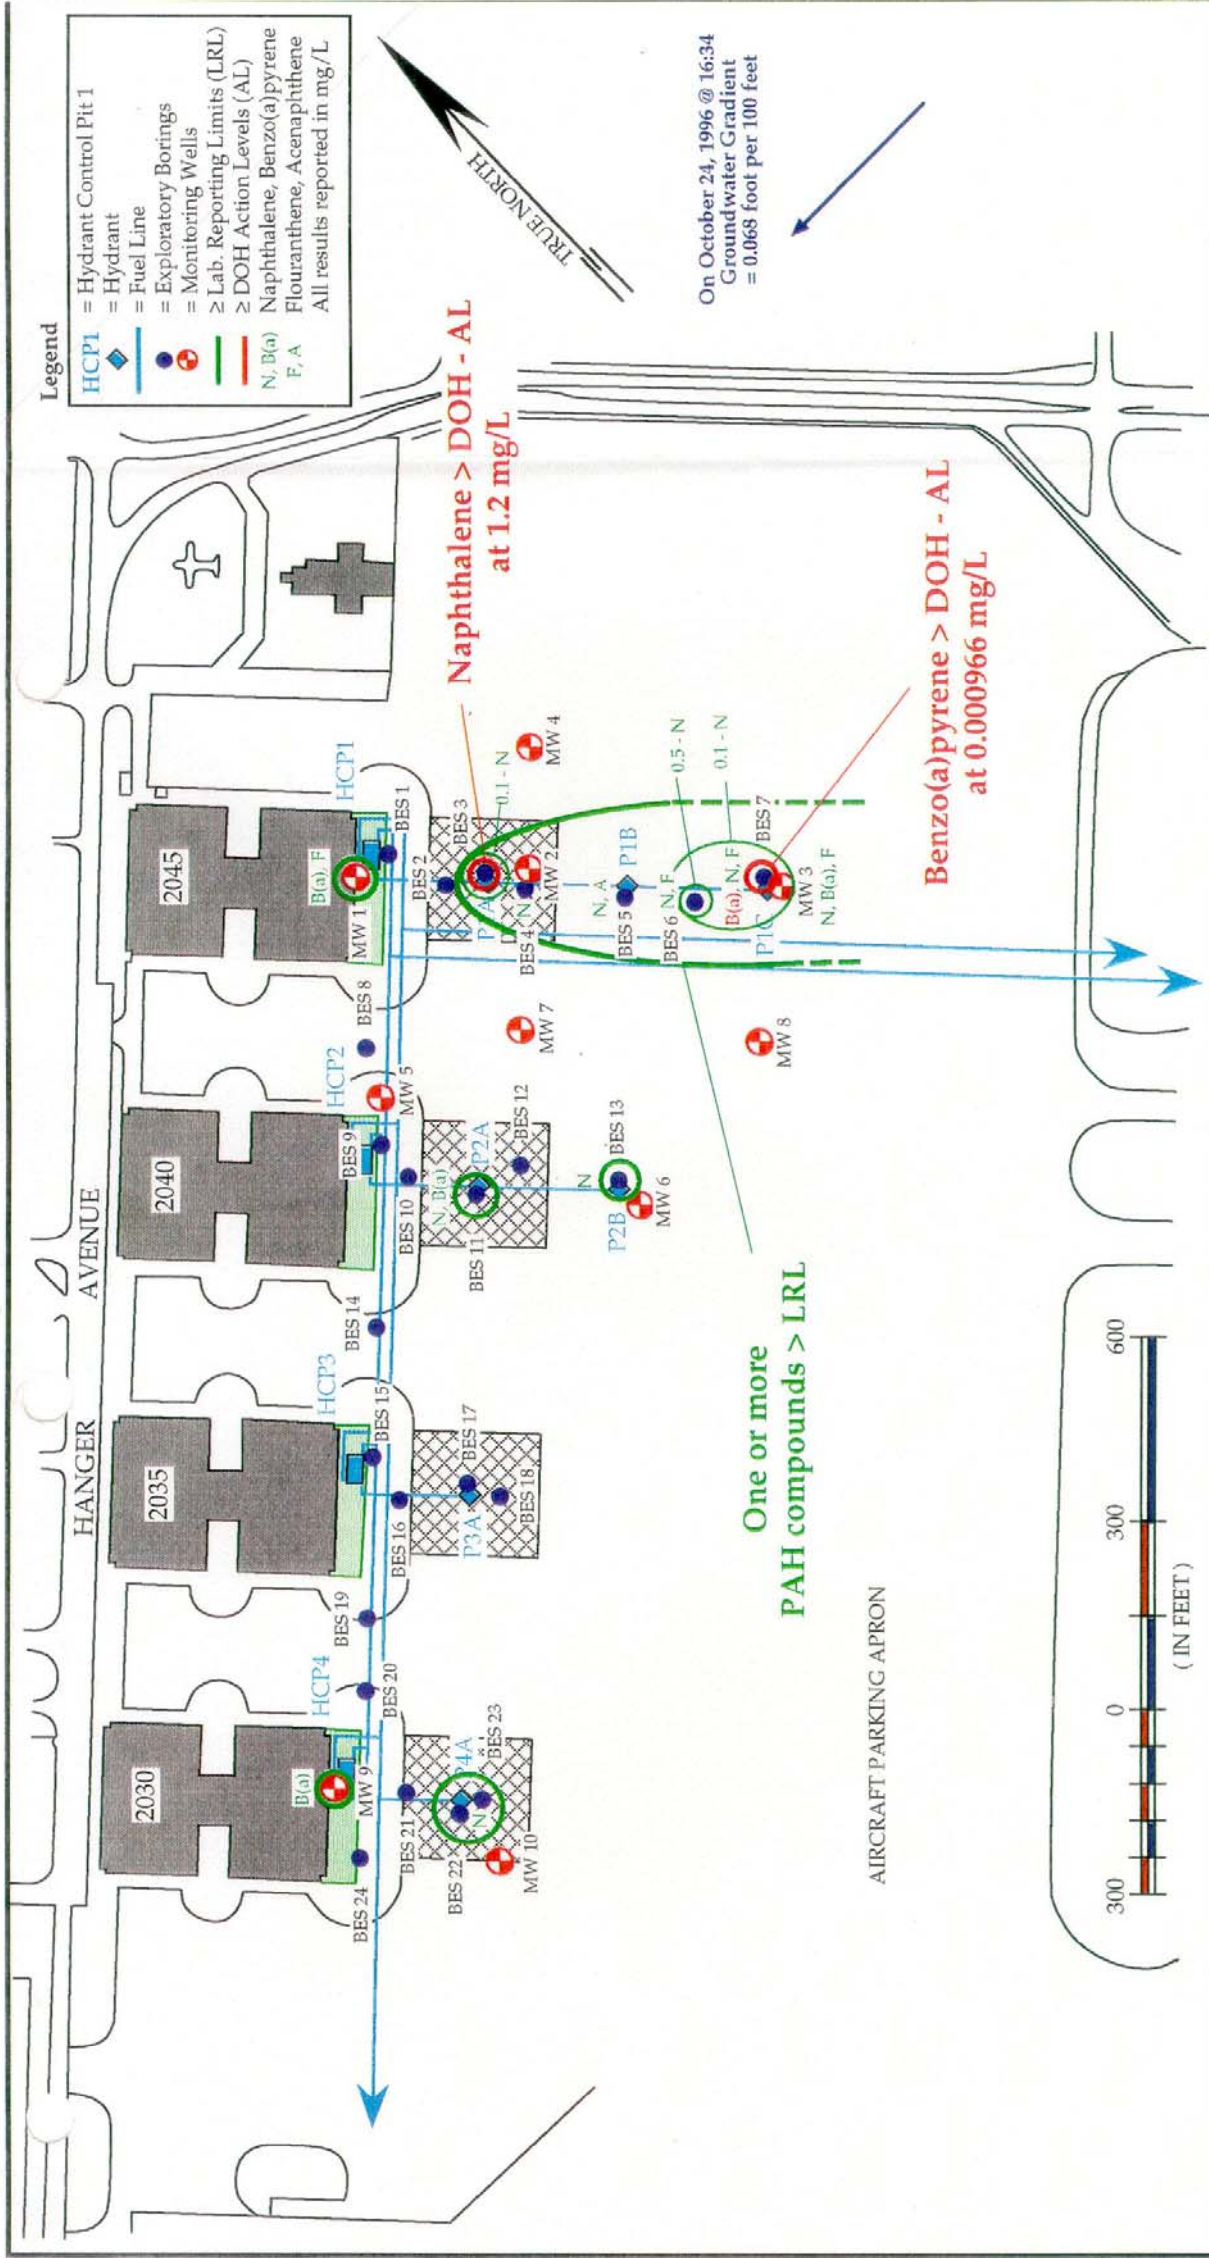 Legend
HCP1 = Hydrant Control Pit 1
= Hydrant
= Fuel Line
= Exploratory Borings
= Monitoring Wells
≥ Lab. Reporting Limits (LRL)
≥ DOH Action Levels (AL)
N, B(a) Naphthalene, Benzo(a)pyrene
F, A Flouranthene, Acenaphthene
All results reported in mg/L
TRUE NORTH
On October 24, 1996 @ 16:34
Groundwater Gradient
= 0.068 foot per 100 feet
HANGER AVENUE
2030
2035
2040
2045
HCP4
HCP3
HCP2
HCP1
B(a)
MW 9
BES 24
BES 20
BES 19
BES 15
BES 14
BES 9
MW 5
BES 8
MW 1
B(a), F
BES 1
BES 21
BES 16
BES 10
BES 2
BES 22
P4A
BES 23
N
MW 10
P3A
BES 17
BES 18
BES 11
N, B(a)
P2A
BES 12
N
P2B
BES 13
MW 6
MW 7
MW 8
BES 3
P1A
0.1 - N
BES 4
N
MW 2
MW 4
Naphthalene > DOH - AL
at 1.2 mg/L
N, A
BES 5
P1B
BES 6
N, F
0.5 - N
0.1 - N
B(a), N, F
BES 7
P1C
MW 3
N, B(a), F
Benzo(a)pyrene > DOH - AL
at 0.000966 mg/L
One or more
PAH compounds > LRL
AIRCRAFT PARKING APRON
300 0 300 600
( IN FEET )